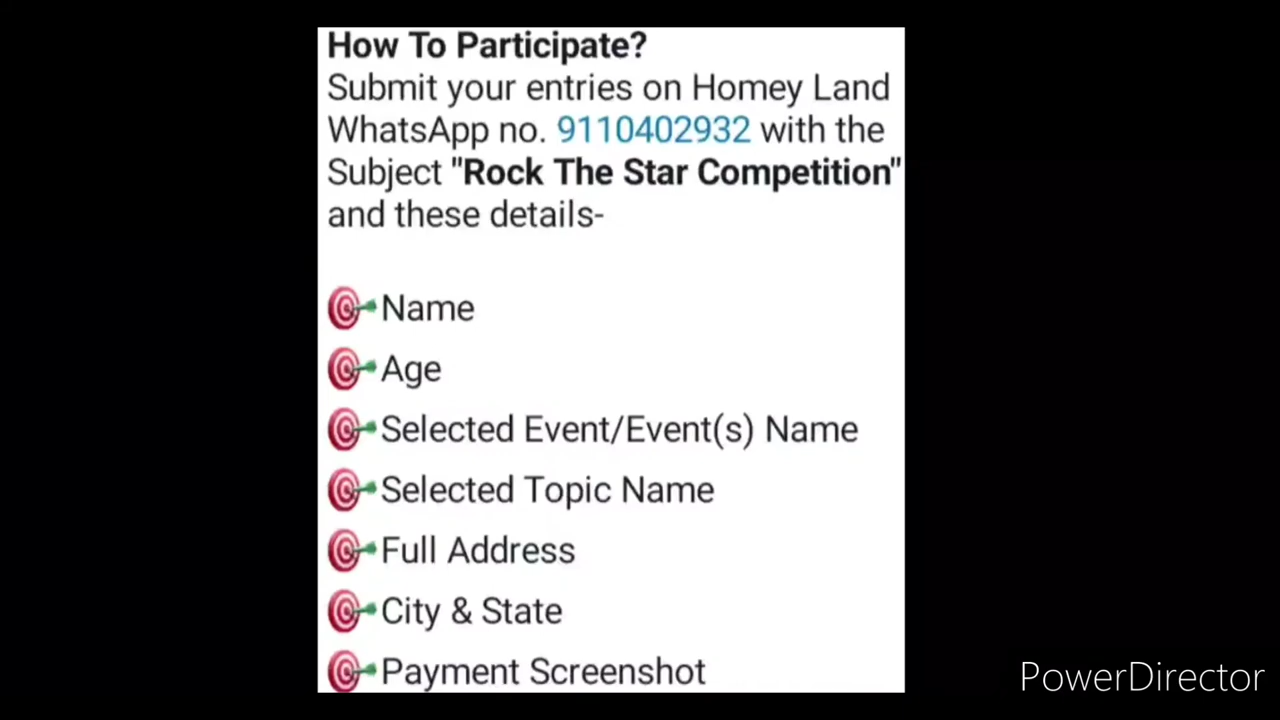 How To Participate?
Submit your entries on Homey Land
WhatsApp no. 9110402932 with the
Subject "Rock The Star Competition"
and these details-
🎯Name
🎯Age
🎯Selected Event/Event(s) Name
🎯Selected Topic Name
🎯Full Address
🎯City & State
🎯Payment Screenshot
PowerDirector